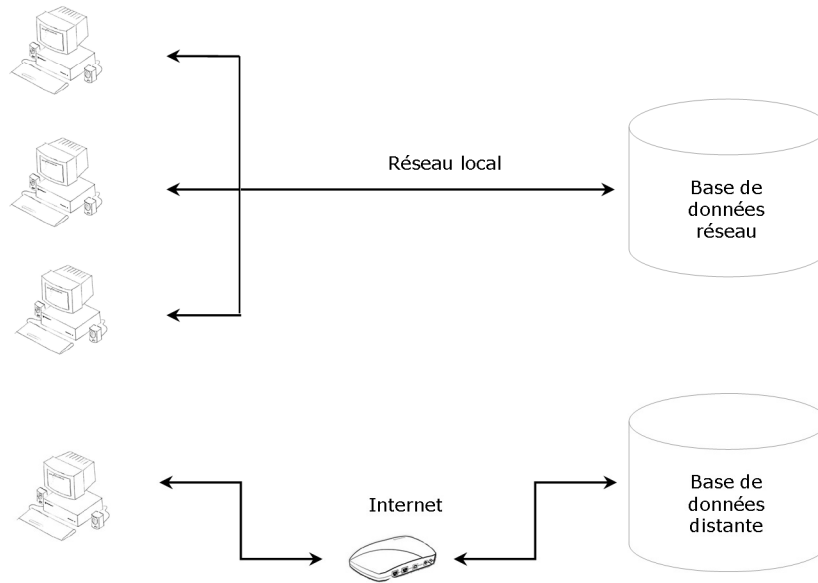 Réseau local
Base de
données
réseau
Internet
Base de
données
distante